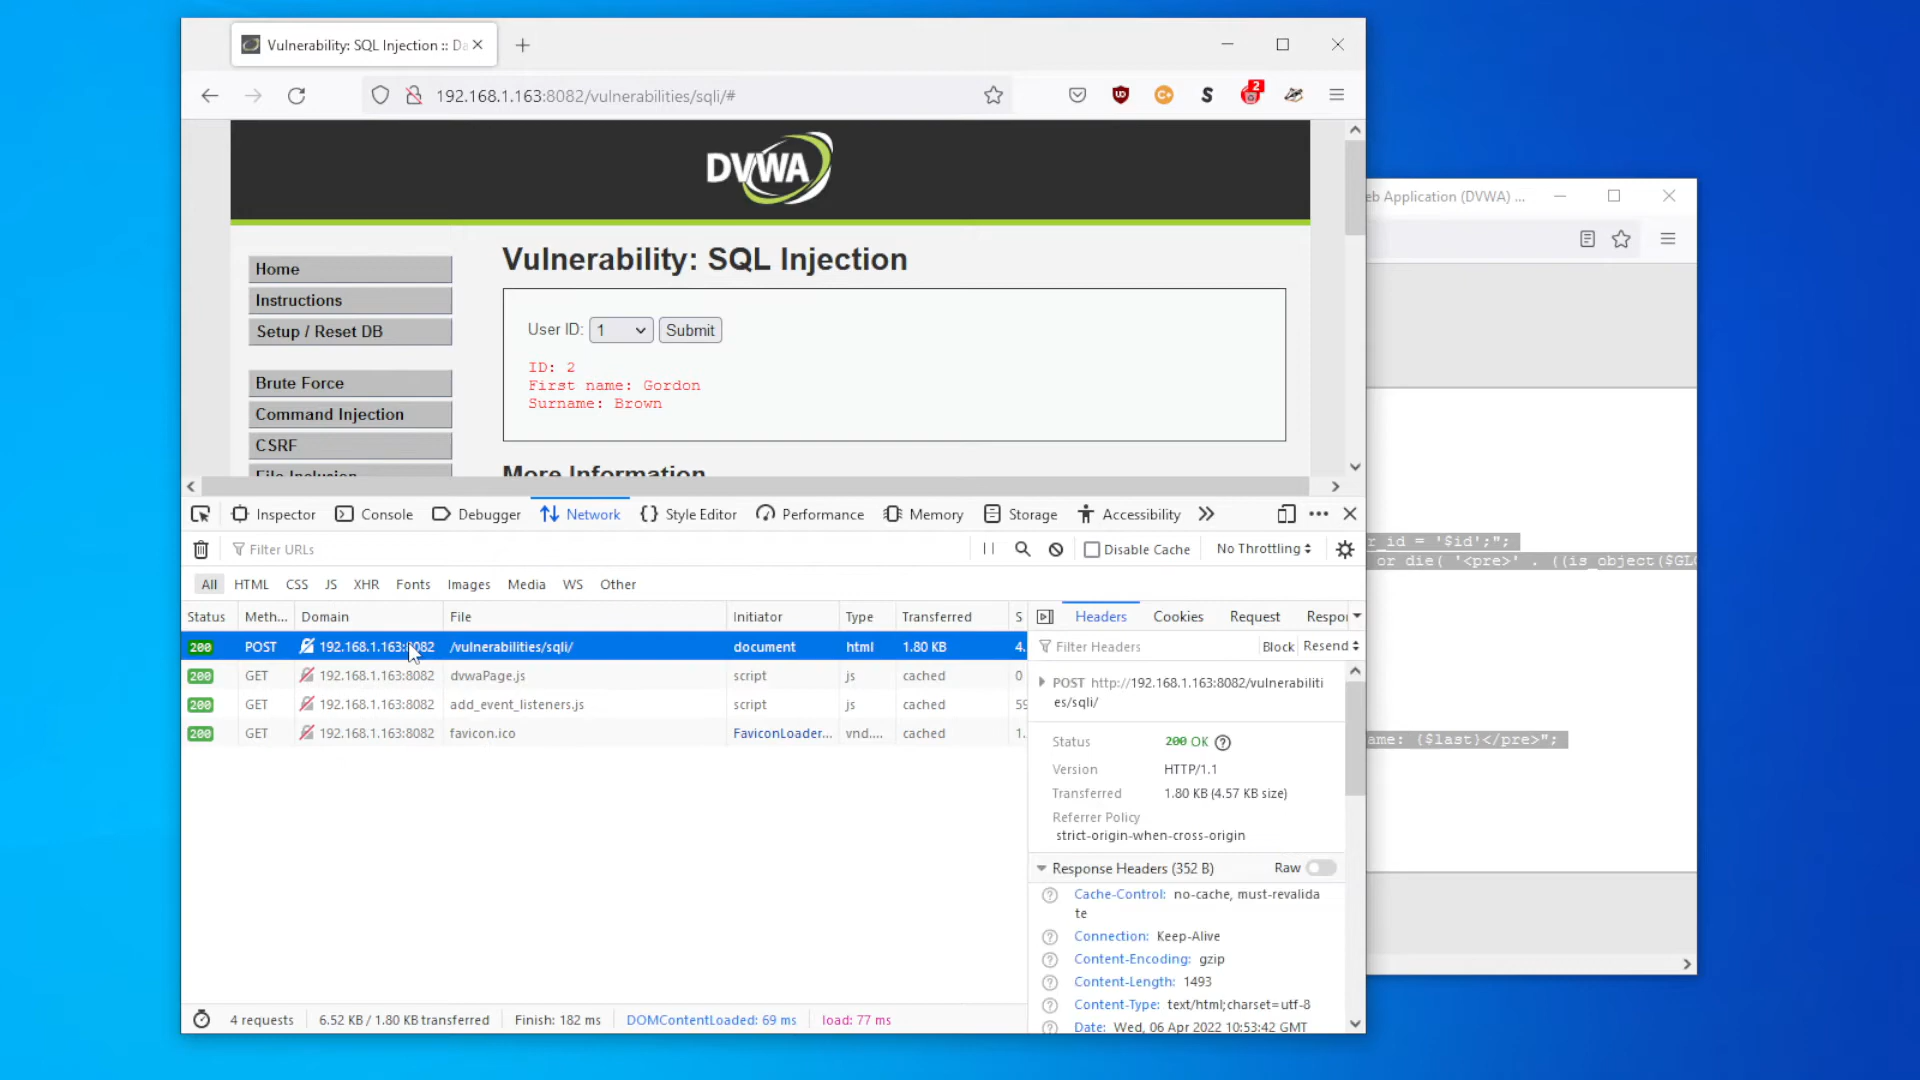 Vulnerability: SQL Injection :: Da
192.168.1.163:8082/vulnerabilities/sqli/#
2
DVWA
eb Application (DVWA) ...
Home
Instructions
Setup / Reset DB
Brute Force
Command Injection
CSRF
File Inclusion
Vulnerability: SQL Injection
User ID: 1 Submit
ID: 2
First name: Gordon
Surname: Brown
More Information
Inspector Console Debugger Network Style Editor Performance Memory Storage Accessibility
Filter URLs
Disable Cache No Throttling
All HTML CSS JS XHR Fonts Images Media WS Other
Status Meth... Domain File Initiator Type Transferred S
200 POST 192.168.1.163:8082 /vulnerabilities/sqli/ document html 1.80 KB 4.
200 GET 192.168.1.163:8082 dvwaPage.js script js cached 0
200 GET 192.168.1.163:8082 add_event_listeners.js script js cached 59
200 GET 192.168.1.163:8082 favicon.ico FaviconLoader... vnd.... cached 1.
Headers Cookies Request Respo
Filter Headers Block Resend
POST http://192.168.1.163:8082/vulnerabiliti
es/sqli/
Status 200 OK
Version HTTP/1.1
Transferred 1.80 KB (4.57 KB size)
Referrer Policy
strict-origin-when-cross-origin
Response Headers (352 B) Raw
Cache-Control: no-cache, must-revalida
te
Connection: Keep-Alive
Content-Encoding: gzip
Content-Length: 1493
Content-Type: text/html;charset=utf-8
Date: Wed, 06 Apr 2022 10:53:42 GMT
4 requests 6.52 KB / 1.80 KB transferred Finish: 182 ms DOMContentLoaded: 69 ms load: 77 ms
r_id = '$id';";
or die( '<pre>' . ((is_object($GLO
ame: {$last}</pre>";